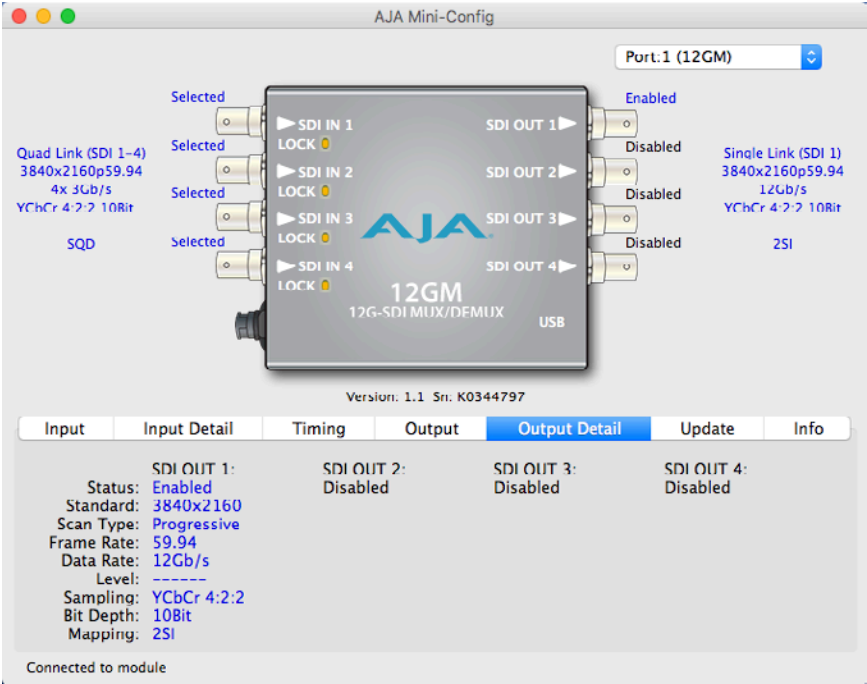 AJA Mini-Config
Port:1 (12GM)
Selected
Enabled
SDI IN 1
SDI OUT 1
LOCK
Quad Link (SDI 1-4)
3840x2160p59.94
4x 3Gb/s
YCbCr 4:2:2 10Bit
SQD
Selected
Disabled
SDI IN 2
SDI OUT 2
LOCK
Single Link (SDI 1)
3840x2160p59.94
12Gb/s
YCbCr 4:2:2 10Bit
2SI
Selected
Disabled
SDI IN 3
SDI OUT 3
LOCK
AJA
Selected
Disabled
SDI IN 4
SDI OUT 4
LOCK
12GM
12G-SDI MUX/DEMUX
USB
Version: 1.1 Sn: K0344797
Input Input Detail Timing Output Output Detail Update Info
SDI OUT 1: SDI OUT 2: SDI OUT 3: SDI OUT 4:
Status: Enabled Disabled Disabled Disabled
Standard: 3840x2160
Scan Type: Progressive
Frame Rate: 59.94
Data Rate: 12Gb/s
Level: ------
Sampling: YCbCr 4:2:2
Bit Depth: 10Bit
Mapping: 2SI
Connected to module